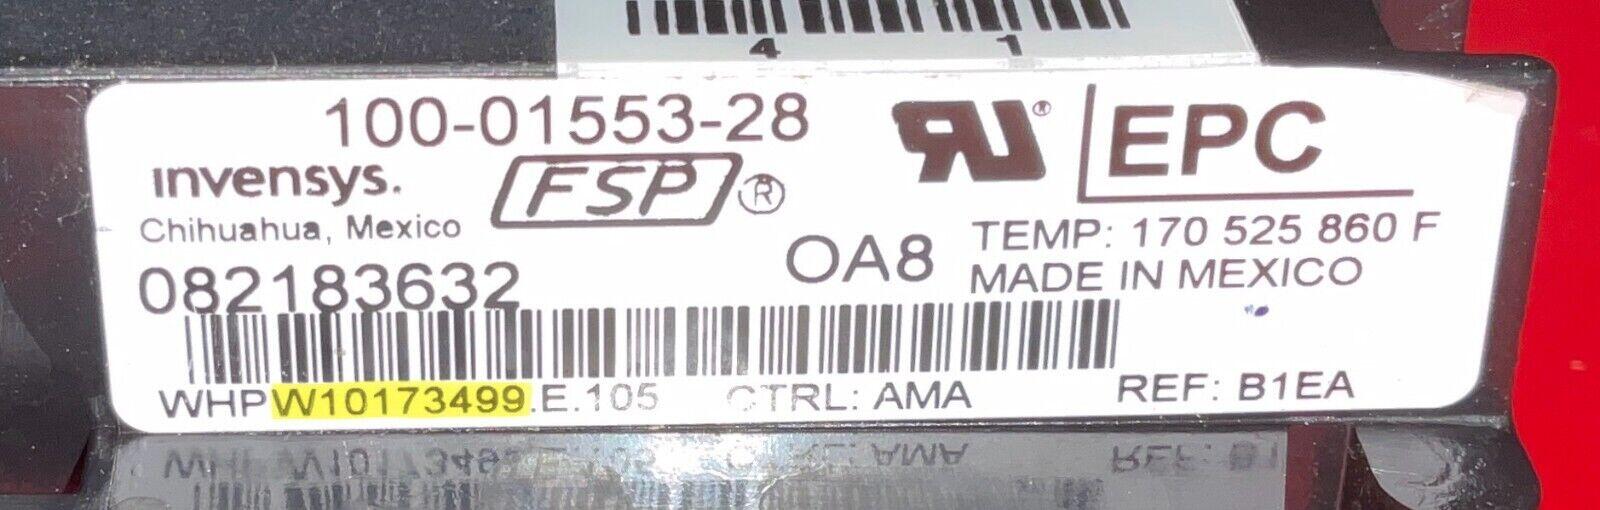 4 1
100-01553-28
invensys. FSP ® RU ® EPC
Chihuahua, Mexico
082183632 OA8 TEMP: 170 525 860 F
MADE IN MEXICO
WHPW10173499.E.105 CTRL: AMA REF: B1EA